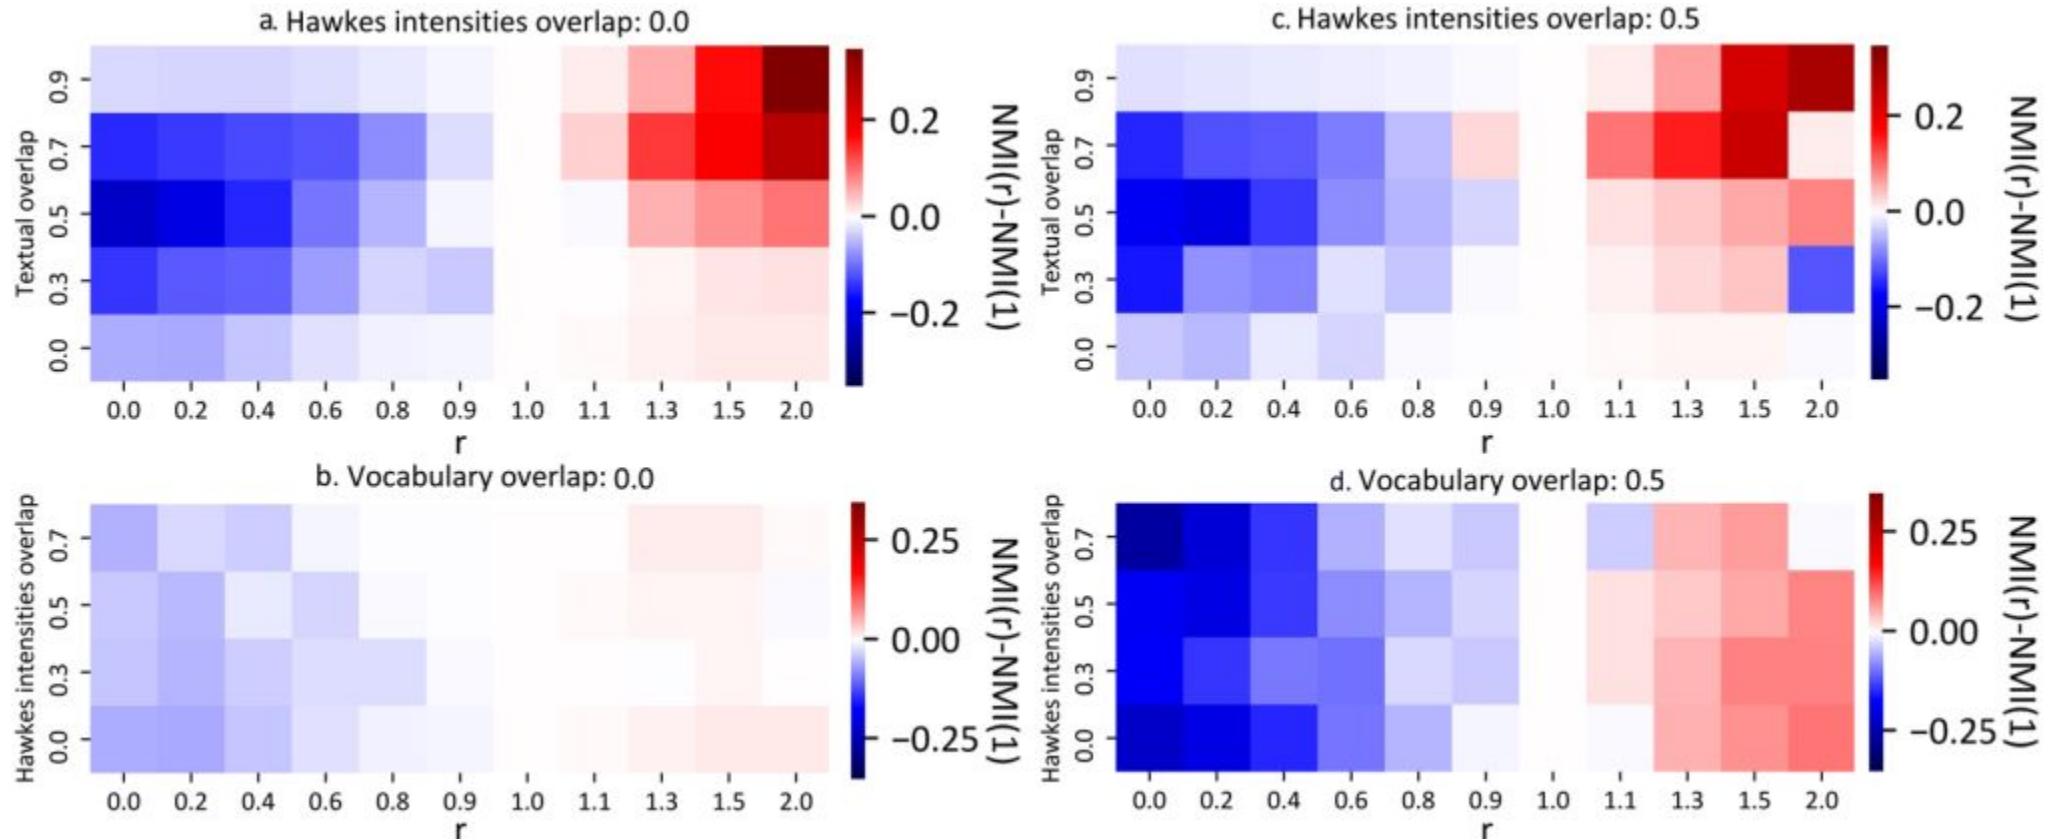 a. Hawkes intensities overlap: 0.0
Textual overlap
0.9
0.7
0.5
0.3
0.0
0.0 0.2 0.4 0.6 0.8 0.9 1.0 1.1 1.3 1.5 2.0
r
0.2
0.0
−0.2
NMI(r)-NMI(1)
c. Hawkes intensities overlap: 0.5
Textual overlap
0.9
0.7
0.5
0.3
0.0
0.0 0.2 0.4 0.6 0.8 0.9 1.0 1.1 1.3 1.5 2.0
r
0.2
0.0
−0.2
NMI(r)-NMI(1)
b. Vocabulary overlap: 0.0
Hawkes intensities overlap
0.7
0.5
0.3
0.0
0.0 0.2 0.4 0.6 0.8 0.9 1.0 1.1 1.3 1.5 2.0
r
0.25
0.00
−0.25
NMI(r)-NMI(1)
d. Vocabulary overlap: 0.5
Hawkes intensities overlap
0.7
0.5
0.3
0.0
0.0 0.2 0.4 0.6 0.8 0.9 1.0 1.1 1.3 1.5 2.0
r
0.25
0.00
−0.25
NMI(r)-NMI(1)